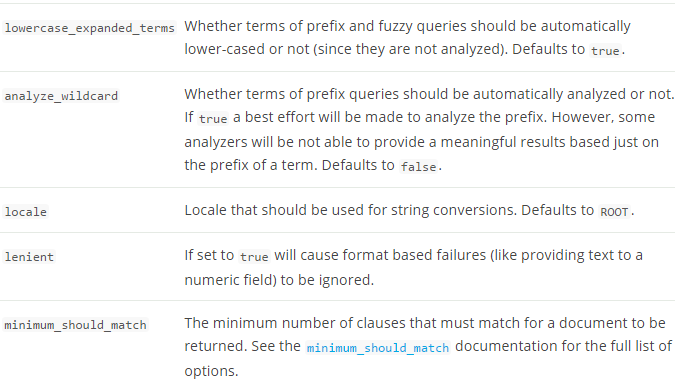 lowercase_expanded_terms Whether terms of prefix and fuzzy queries should be automatically
lower-cased or not (since they are not analyzed). Defaults to true.
analyze_wildcard Whether terms of prefix queries should be automatically analyzed or not.
If true a best effort will be made to analyze the prefix. However, some
analyzers will be not able to provide a meaningful results based just on
the prefix of a term. Defaults to false.
locale Locale that should be used for string conversions. Defaults to ROOT.
lenient If set to true will cause format based failures (like providing text to a
numeric field) to be ignored.
minimum_should_match The minimum number of clauses that must match for a document to be
returned. See the minimum_should_match documentation for the full list of
options.